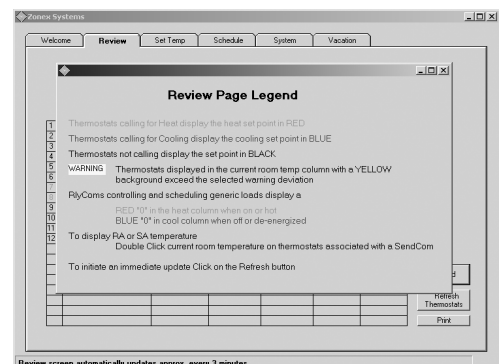 Zonex Systems
Welcome Review Set Temp Schedule System Vacation
Review Page Legend
1
2
3
4
5
6
7
8
9
10
11
12
Thermostats calling for Heat display the heat set point in RED
Thermostats calling for Cooling display the cooling set point in BLUE
Thermostats not calling display the set point in BLACK
WARNING Thermostats displayed in the current room temp column with a YELLOW
background exceed the selected warning deviation
RlyComs controlling and scheduling generic loads display a
RED "0" in the heat column when on or hot
BLUE "0" in cool column when off or de-energized
To display RA or SA temperature
Double Click current room temperature on thermostats associated with a SendCom
To initiate an immediate update Click on the Refresh button
Refresh
Thermostats
Print
Review screen automatically updates approx. every 3 minutes